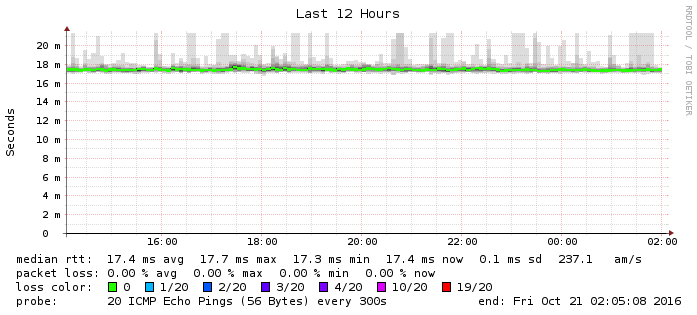 Last 12 Hours
RRDTOOL / TOBI OETIKER
Seconds
20 m
18 m
16 m
14 m
12 m
10 m
8 m
6 m
4 m
2 m
0
16:00 18:00 20:00 22:00 00:00 02:00
median rtt: 17.4 ms avg 17.7 ms max 17.3 ms min 17.4 ms now 0.1 ms sd 237.1 am/s
packet loss: 0.00 % avg 0.00 % max 0.00 % min 0.00 % now
loss color: 0 1/20 2/20 3/20 4/20 10/20 19/20
probe: 20 ICMP Echo Pings (56 Bytes) every 300s end: Fri Oct 21 02:05:08 2016